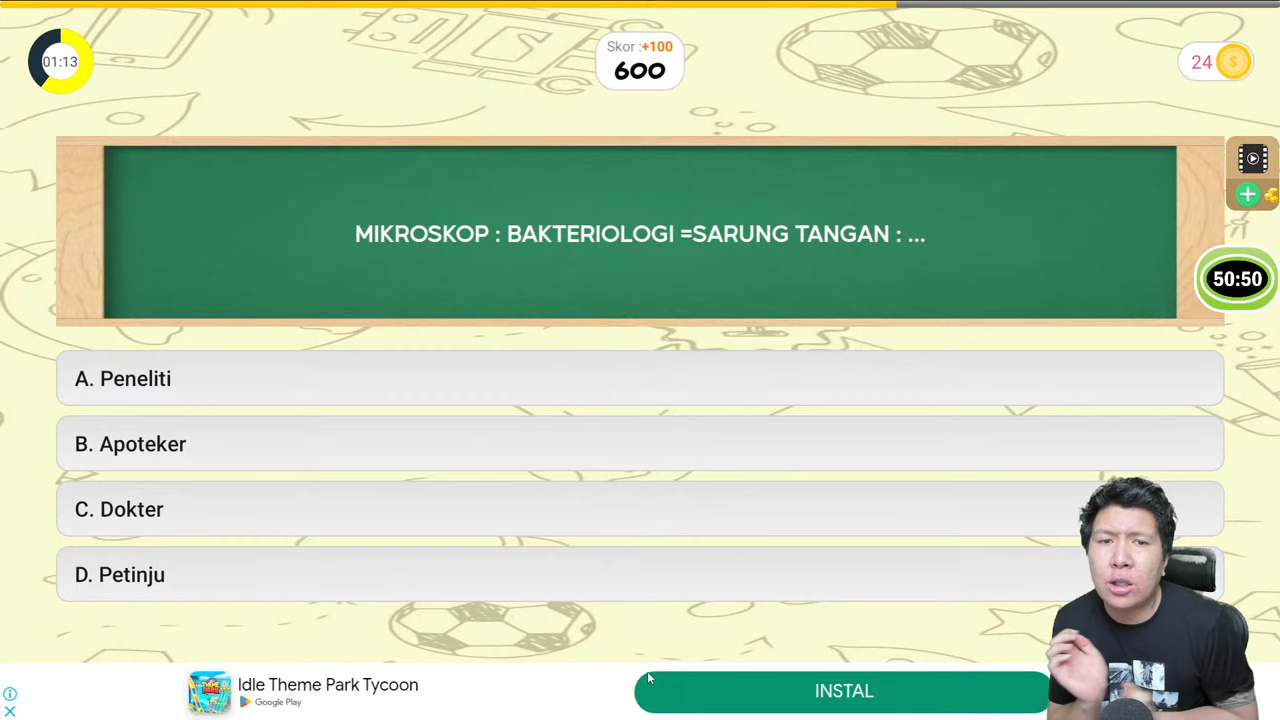 01:13
Skor :+100
600
24
MIKROSKOP : BAKTERIOLOGI =SARUNG TANGAN : ...
50:50
A. Peneliti
B. Apoteker
C. Dokter
D. Petinju
Idle Theme Park Tycoon
Google Play
INSTAL